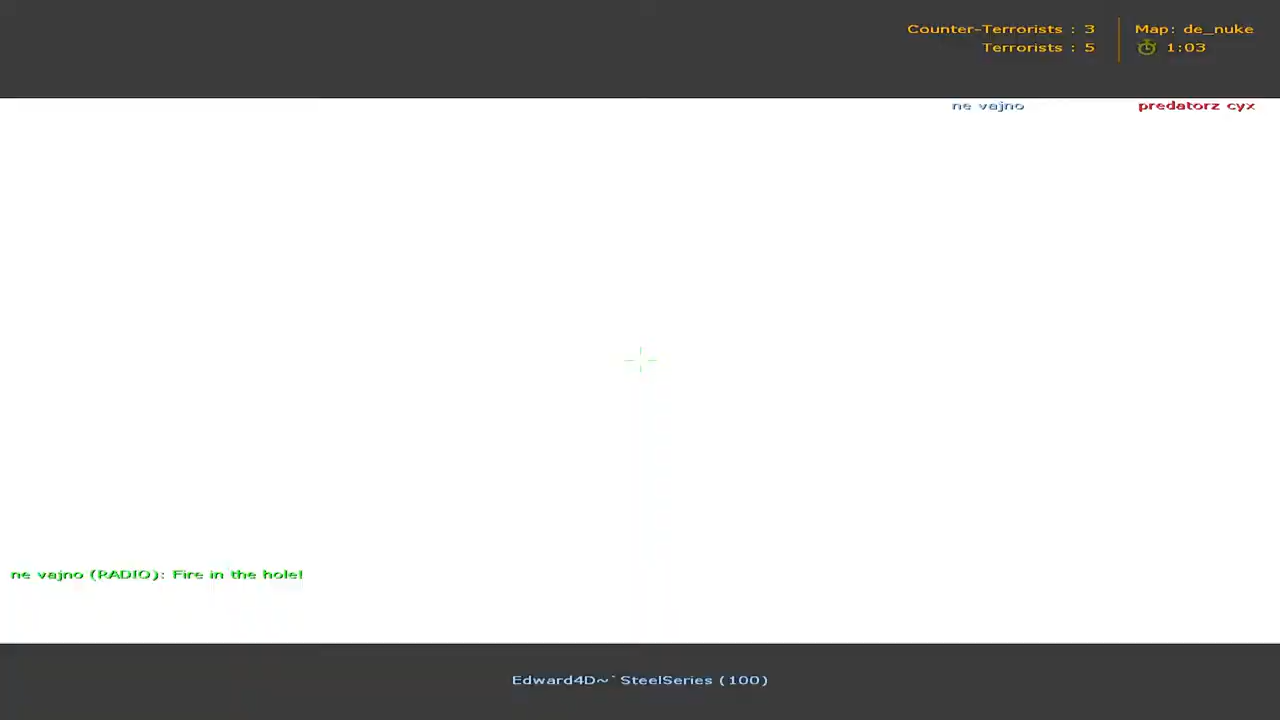 Counter-Terrorists : 3
Terrorists : 5
Map: de_nuke
1:03
ne vajno predatorz cyx
ne vajno (RADIO): Fire in the hole!
Edward4D~`SteelSeries (100)